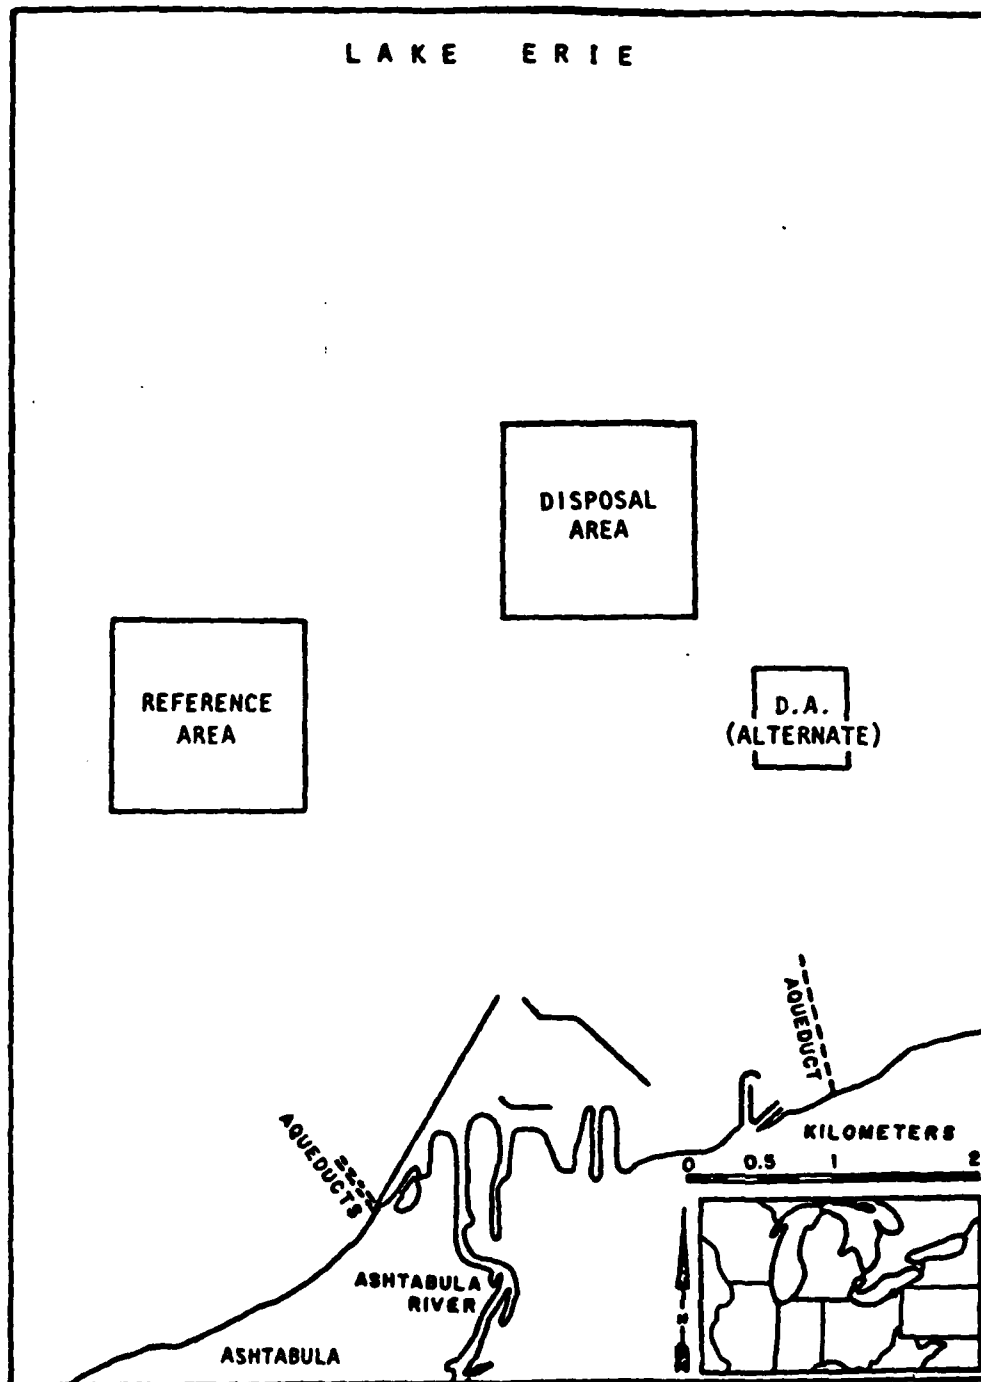 LAKE ERIE
DISPOSAL
AREA
REFERENCE
AREA
D.A.
(ALTERNATE)
AQUEDUCT
AQUEDUCTS
KILOMETERS
0 0.5 1 2
ASHTABULA
RIVER
ASHTABULA